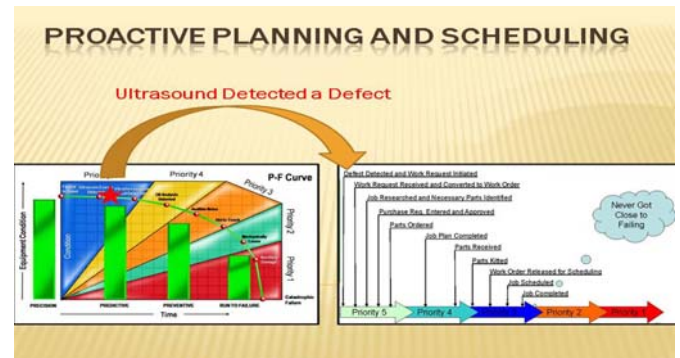 PROACTIVE PLANNING AND SCHEDULING
Ultrasound Detected a Defect
P-F Curve
Priority 4
Priority 3
Priority 2
Priority 1
Equipment Condition
Condition
PRECISION
PREDICTIVE
PREVENTIVE
RUN TO FAILURE
Time
Catastrophic
Failure
Defect Detected and Work Request Initiated
Work Request Received and Converted to Work Order
Job Researched and Necessary Parts Identified
Purchase Req. Entered and Approved
Parts Ordered
Job Plan Completed
Parts Received
Parts Kitted
Work Order Released for Scheduling
Job Scheduled
Job Completed
Never Got
Close to
Failing
Priority 5
Priority 4
Priority 2